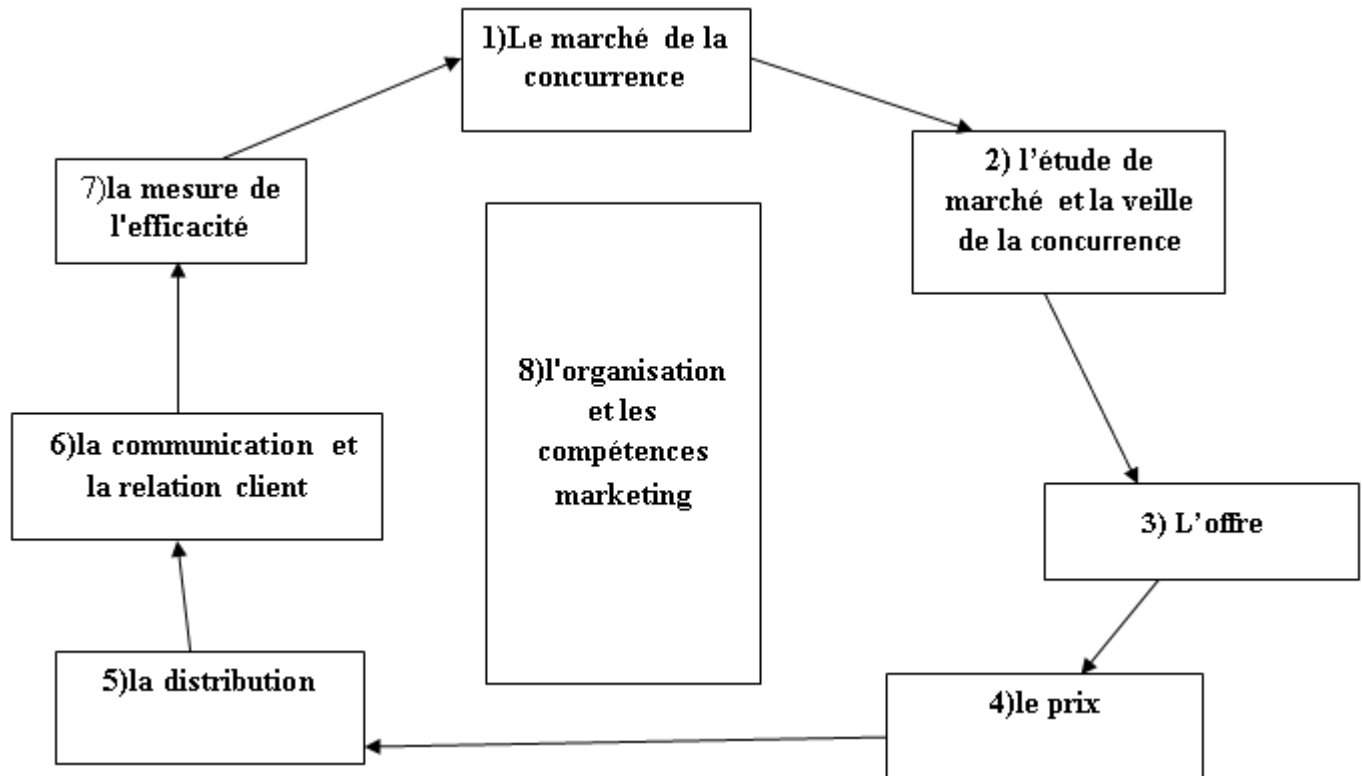 1)Le marché de la
concurrence
2) l’étude de
marché et la veille
de la concurrence
3) L’offre
4)le prix
5)la distribution
6)la communication et
la relation client
7)la mesure de
l'efficacité
8)l'organisation
et les
compétences
marketing